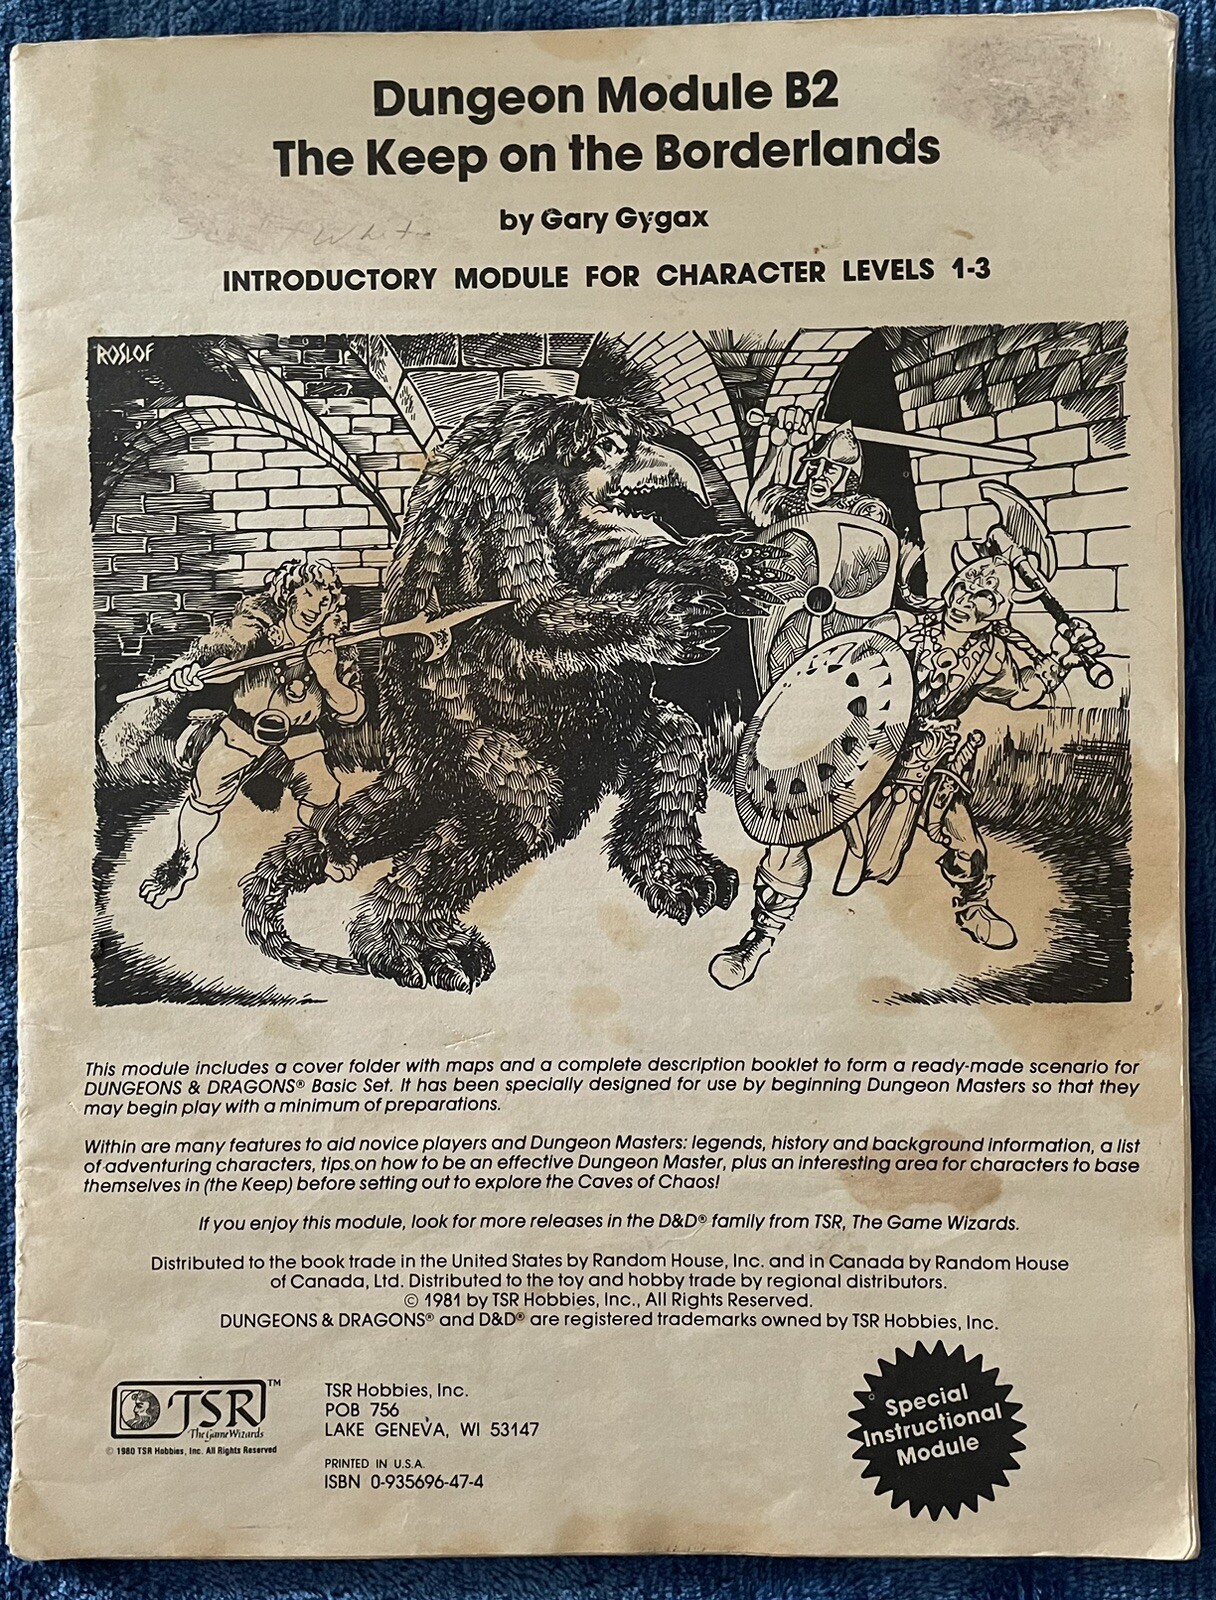 Dungeon Module B2
The Keep on the Borderlands
by Gary Gygax
INTRODUCTORY MODULE FOR CHARACTER LEVELS 1-3
ROSLOF
This module includes a cover folder with maps and a complete description booklet to form a ready-made scenario for
DUNGEONS & DRAGONS® Basic Set. It has been specially designed for use by beginning Dungeon Masters so that they
may begin play with a minimum of preparations.
Within are many features to aid novice players and Dungeon Masters: legends, history and background information, a list
of adventuring characters, tips on how to be an effective Dungeon Master, plus an interesting area for characters to base
themselves in (the Keep) before setting out to explore the Caves of Chaos!
If you enjoy this module, look for more releases in the D&D® family from TSR, The Game Wizards.
Distributed to the book trade in the United States by Random House, Inc. and in Canada by Random House
of Canada, Ltd. Distributed to the toy and hobby trade by regional distributors.
© 1981 by TSR Hobbies, Inc., All Rights Reserved.
DUNGEONS & DRAGONS® and D&D® are registered trademarks owned by TSR Hobbies, Inc.
TSR™
The Game Wizards
© 1980 TSR Hobbies, Inc. All Rights Reserved
TSR Hobbies, Inc.
POB 756
LAKE GENEVA, WI 53147
PRINTED IN U.S.A.
ISBN 0-935696-47-4
Special
Instructional
Module